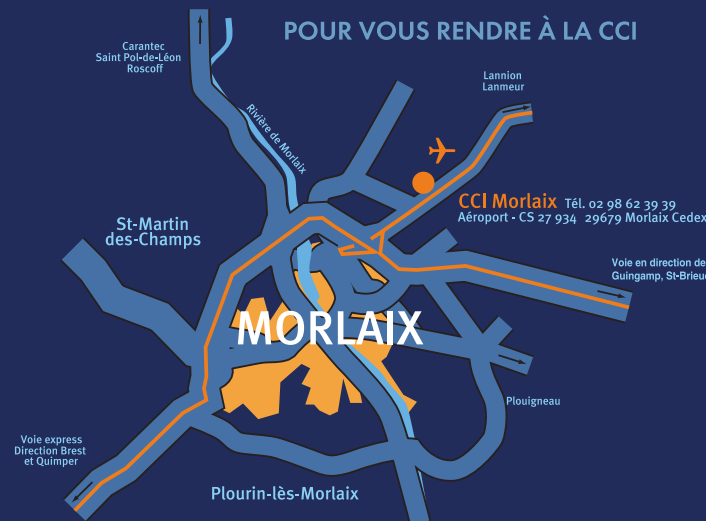 POUR VOUS RENDRE À LA CCI
Carantec
Saint Pol-de-Léon
Roscoff
Lannion
Lanmeur
Rivière de Morlaix
CCI Morlaix Tél. 02 98 62 39 39
Aéroport - CS 27 934 29679 Morlaix Cedex
St-Martin
des-Champs
Voie en direction de
Guingamp, St-Brieuc
MORLAIX
Plouigneau
Voie express
Direction Brest
et Quimper
Plourin-lès-Morlaix